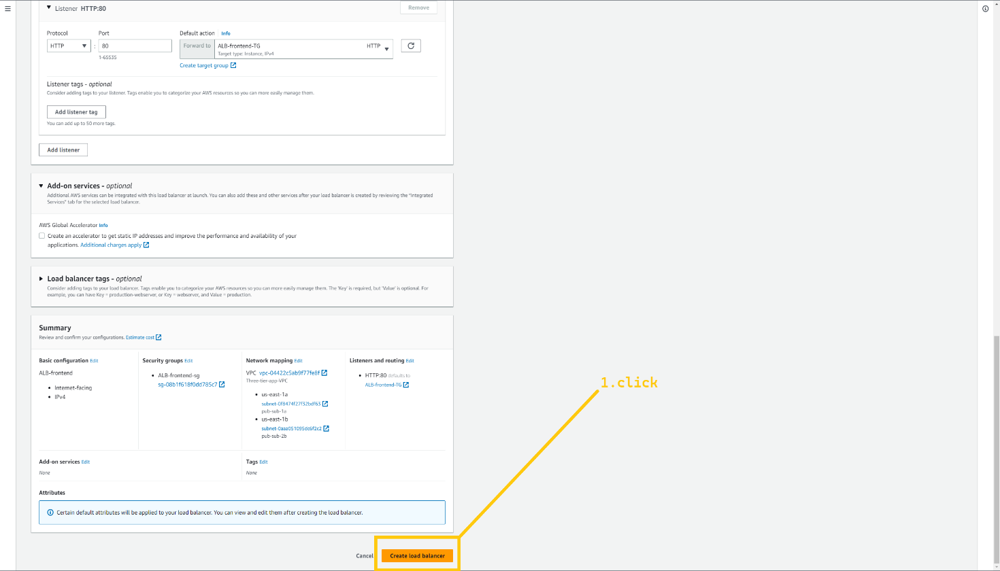 Listener HTTP:80
Remove
Protocol
Port
Default action Info
HTTP
:
80
1-65535
Forward to
ALB-frontend-TG
Target type: Instance, IPv4
HTTP
Create target group
Listener tags - optional
Consider adding tags to your listener. Tags enable you to categorize your AWS resources so you can more easily manage them.
Add listener tag
You can add up to 50 more tags.
Add listener
Add-on services - optional
Additional AWS services can be integrated with this load balancer at launch. You can also add these and other services after your load balancer is created by reviewing the "Integrated
Services" tab for the selected load balancer.
AWS Global Accelerator Info
Create an accelerator to get static IP addresses and improve the performance and availability of your
applications. Additional charges apply
Load balancer tags - optional
Consider adding tags to your load balancer. Tags enable you to categorize your AWS resources so you can more easily manage them. The 'Key' is required, but 'Value' is optional. For
example, you can have Key = production-webserver, or Key = webserver, and Value = production.
Summary
Review and confirm your configurations. Estimate cost
Basic configuration Edit
ALB-frontend
• Internet-facing
• IPv4
Security groups Edit
• ALB-frontend-sg
sg-08b1f618f0dd785c7
Network mapping Edit
VPC vpc-04422c5ab9f77fe8f
Three-tier-app-VPC
• us-east-1a
subnet-0f8474f27f32bdf63
pub-sub-1a
• us-east-1b
subnet-0aaa051095dc6f2c2
pub-sub-2b
Listeners and routing Edit
• HTTP:80 defaults to
ALB-frontend-TG
Add-on services Edit
None
Tags Edit
None
Attributes
Certain default attributes will be applied to your load balancer. You can view and edit them after creating the load balancer.
Cancel
Create load balancer
1.click